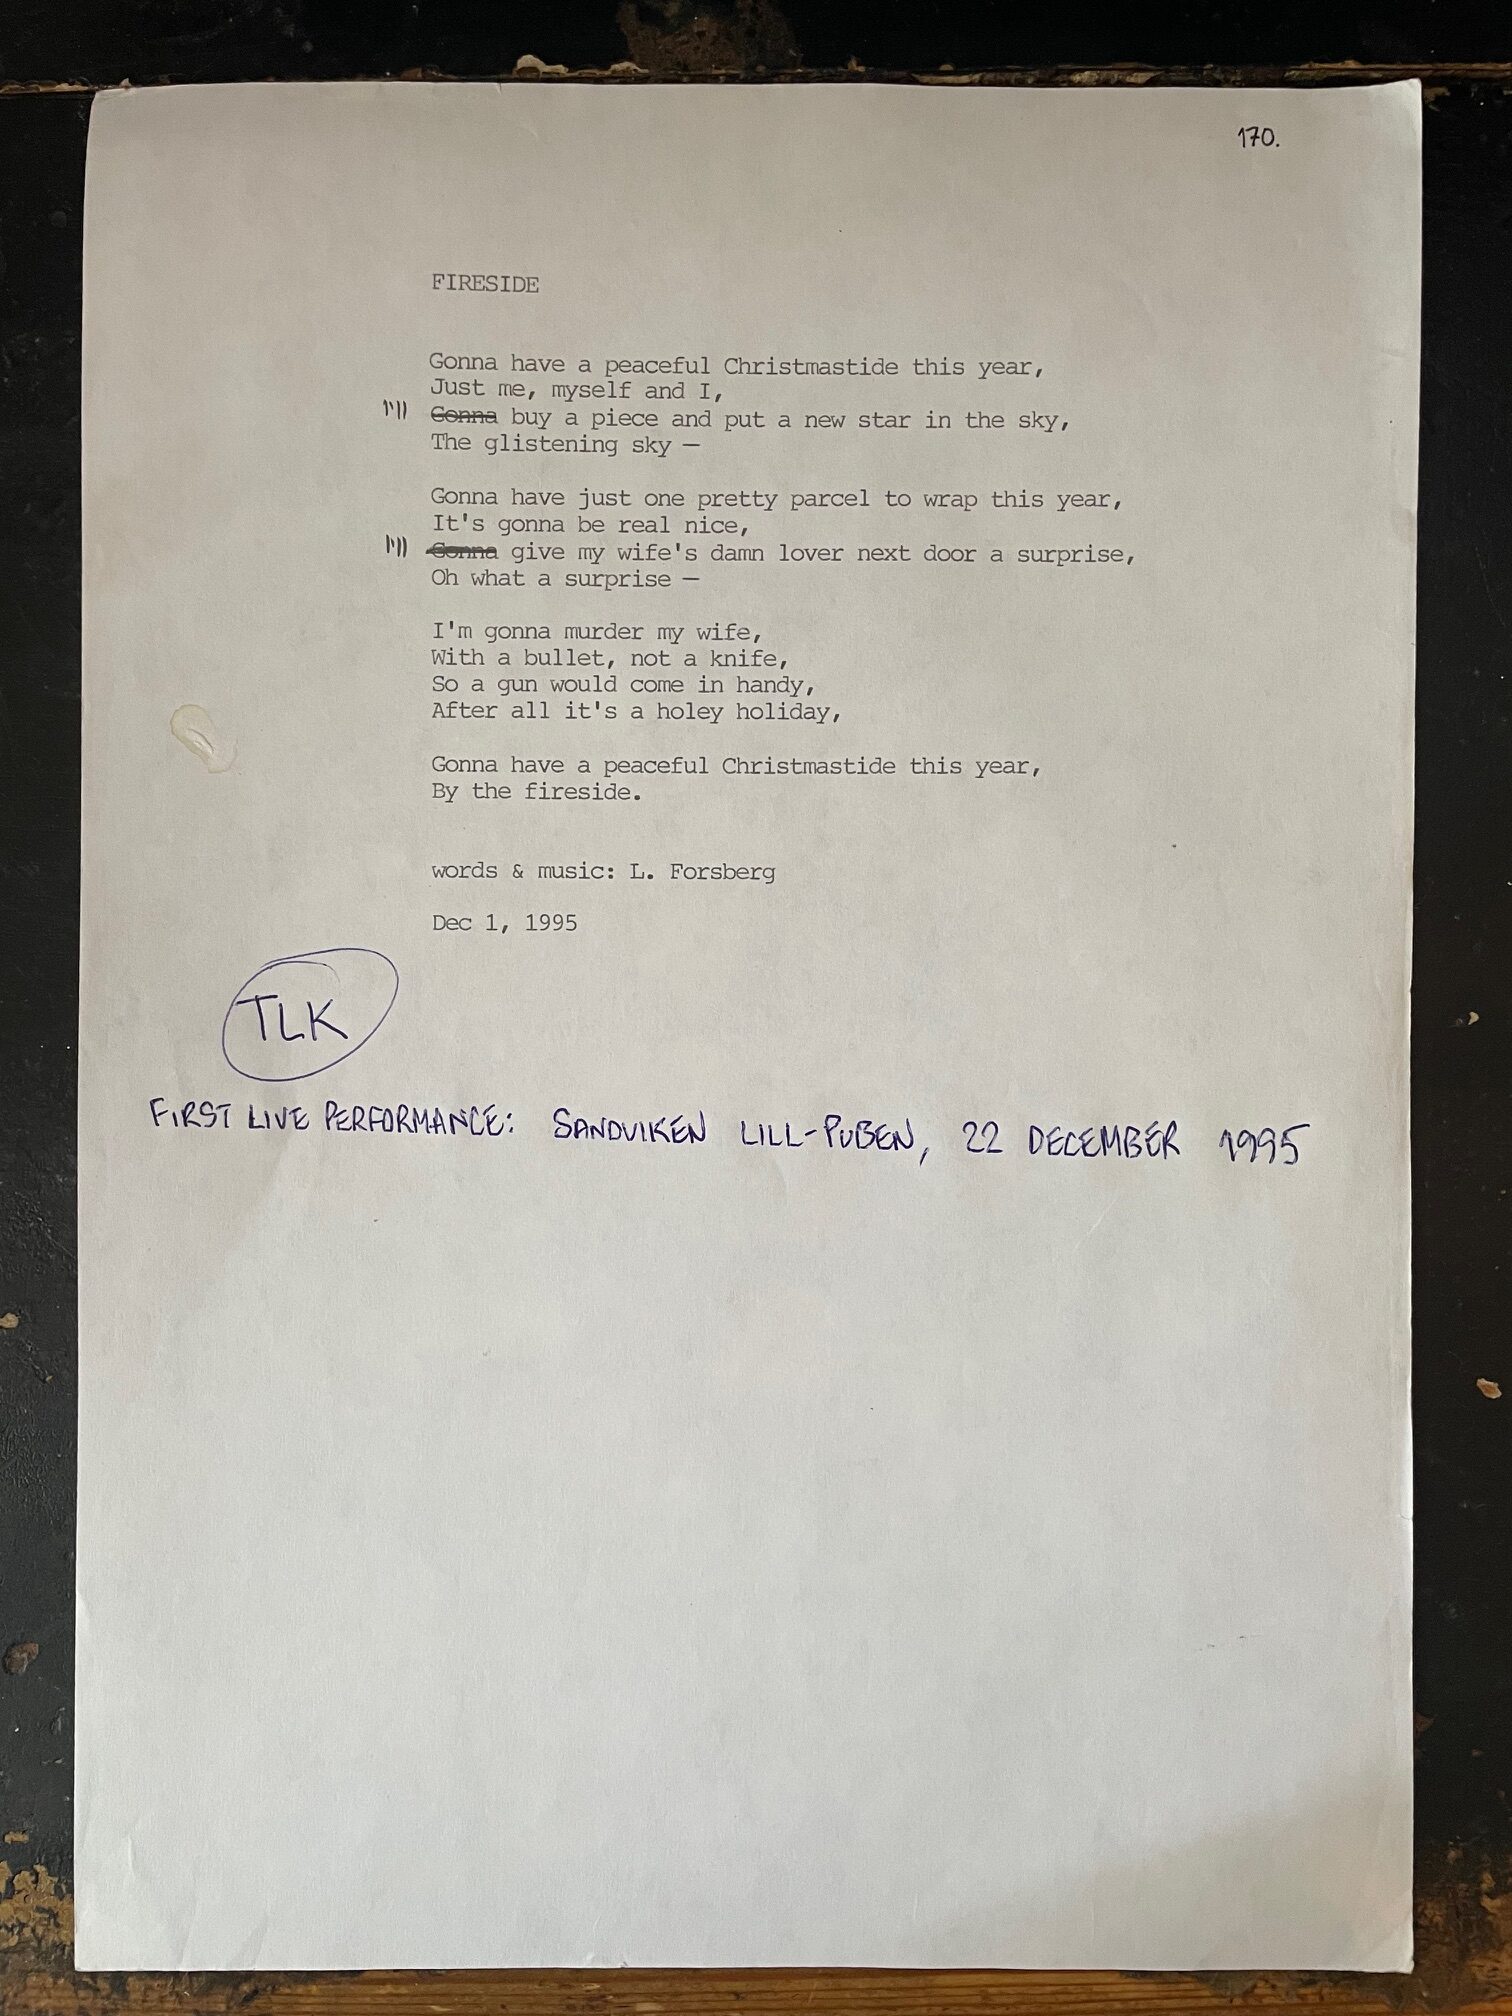 170.
FIRESIDE
Gonna have a peaceful Christmastide this year,
Just me, myself and I,
I'll Gonna buy a piece and put a new star in the sky,
The glistening sky —
Gonna have just one pretty parcel to wrap this year,
It's gonna be real nice,
I'll Gonna give my wife's damn lover next door a surprise,
Oh what a surprise —
I'm gonna murder my wife,
With a bullet, not a knife,
So a gun would come in handy,
After all it's a holey holiday,
Gonna have a peaceful Christmastide this year,
By the fireside.
words & music: L. Forsberg
Dec 1, 1995
TLK
FIRST LIVE PERFORMANCE: SANDVIKEN LILL-PUBEN, 22 DECEMBER 1995